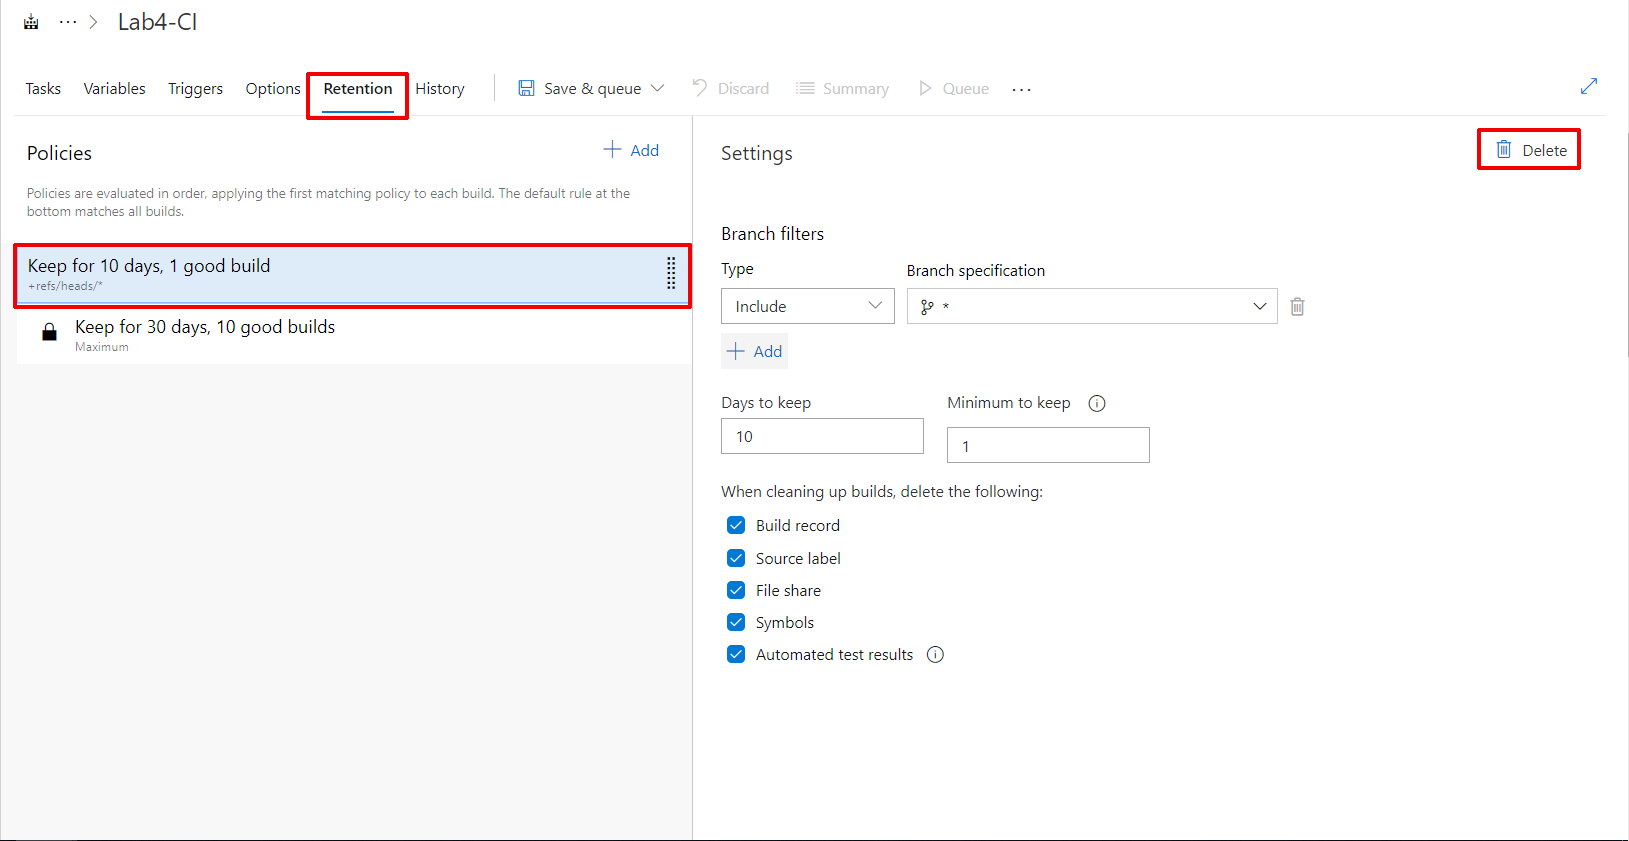 Lab4-CI
Tasks Variables Triggers Options Retention History Save & queue Discard Summary Queue ...
Policies
Add
Policies are evaluated in order, applying the first matching policy to each build. The default rule at the
bottom matches all builds.
Keep for 10 days, 1 good build
+refs/heads/*
Keep for 30 days, 10 good builds
Maximum
Settings
Delete
Branch filters
Type Branch specification
Include *
Add
Days to keep Minimum to keep
10 1
When cleaning up builds, delete the following:
Build record
Source label
File share
Symbols
Automated test results